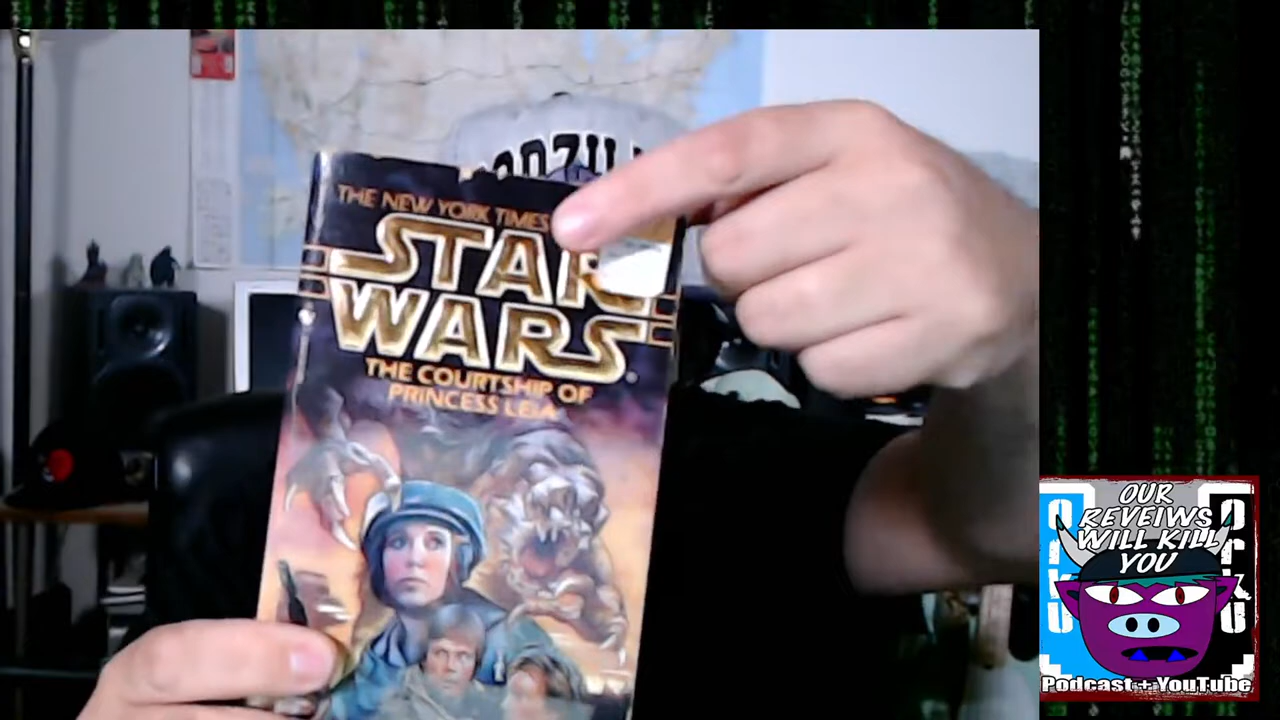 THE NEW YORK TIMES
STAR
WARS
THE COURTSHIP OF
PRINCESS LEIA
OUR
REVEIWS
WILL KILL
YOU
Podcast + YouTube